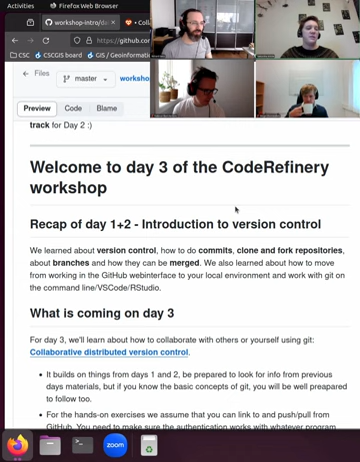 Activities
Firefox Web Browser
workshop-intro/da
Colla
https://github.com
CSC
CSCGIS board
GIS / Geoinformatic
Files
master
worksho
Preview
Code
Blame
track for Day 2 :)
Welcome to day 3 of the CodeRefinery
workshop
Recap of day 1+2 - Introduction to version control
We learned about version control, how to do commits, clone and fork repositories,
about branches and how they can be merged. We also learned about how to move
from working in the GitHub webinterface to your local environment and work with git on
the command line/VSCode/RStudio.
What is coming on day 3
For day 3, we'll learn about how to collaborate with others or yourself using git:
Collaborative distributed version control.
It builds on things from days 1 and 2, be prepared to look for info from previous
days materials, but if you know the basic concepts of git, you will be well preapared
to follow too.
For the hands-on exercises we assume that you can link to and push/pull from
GitHub. You need to make sure the authentication works with whatever program
zoom